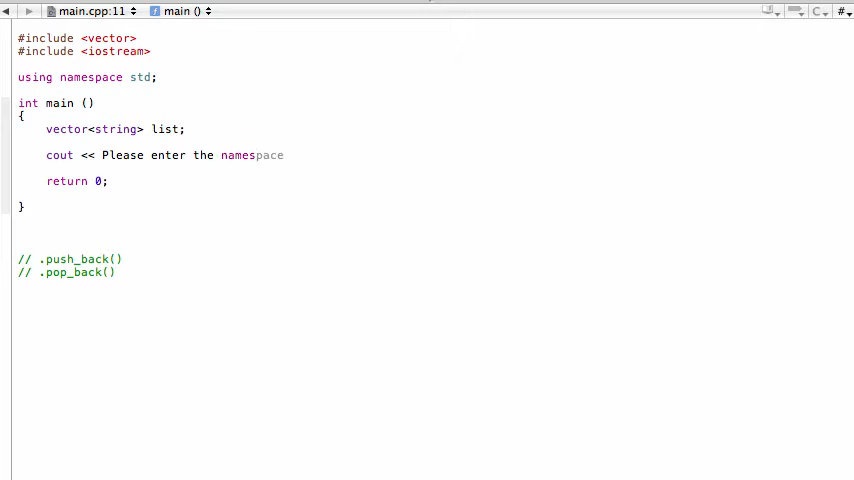 main.cpp:11 main () C #
#include <vector>
#include <iostream>
using namespace std;
int main ()
{
vector<string> list;
cout << Please enter the namespace
return 0;
}
// .push_back()
// .pop_back()